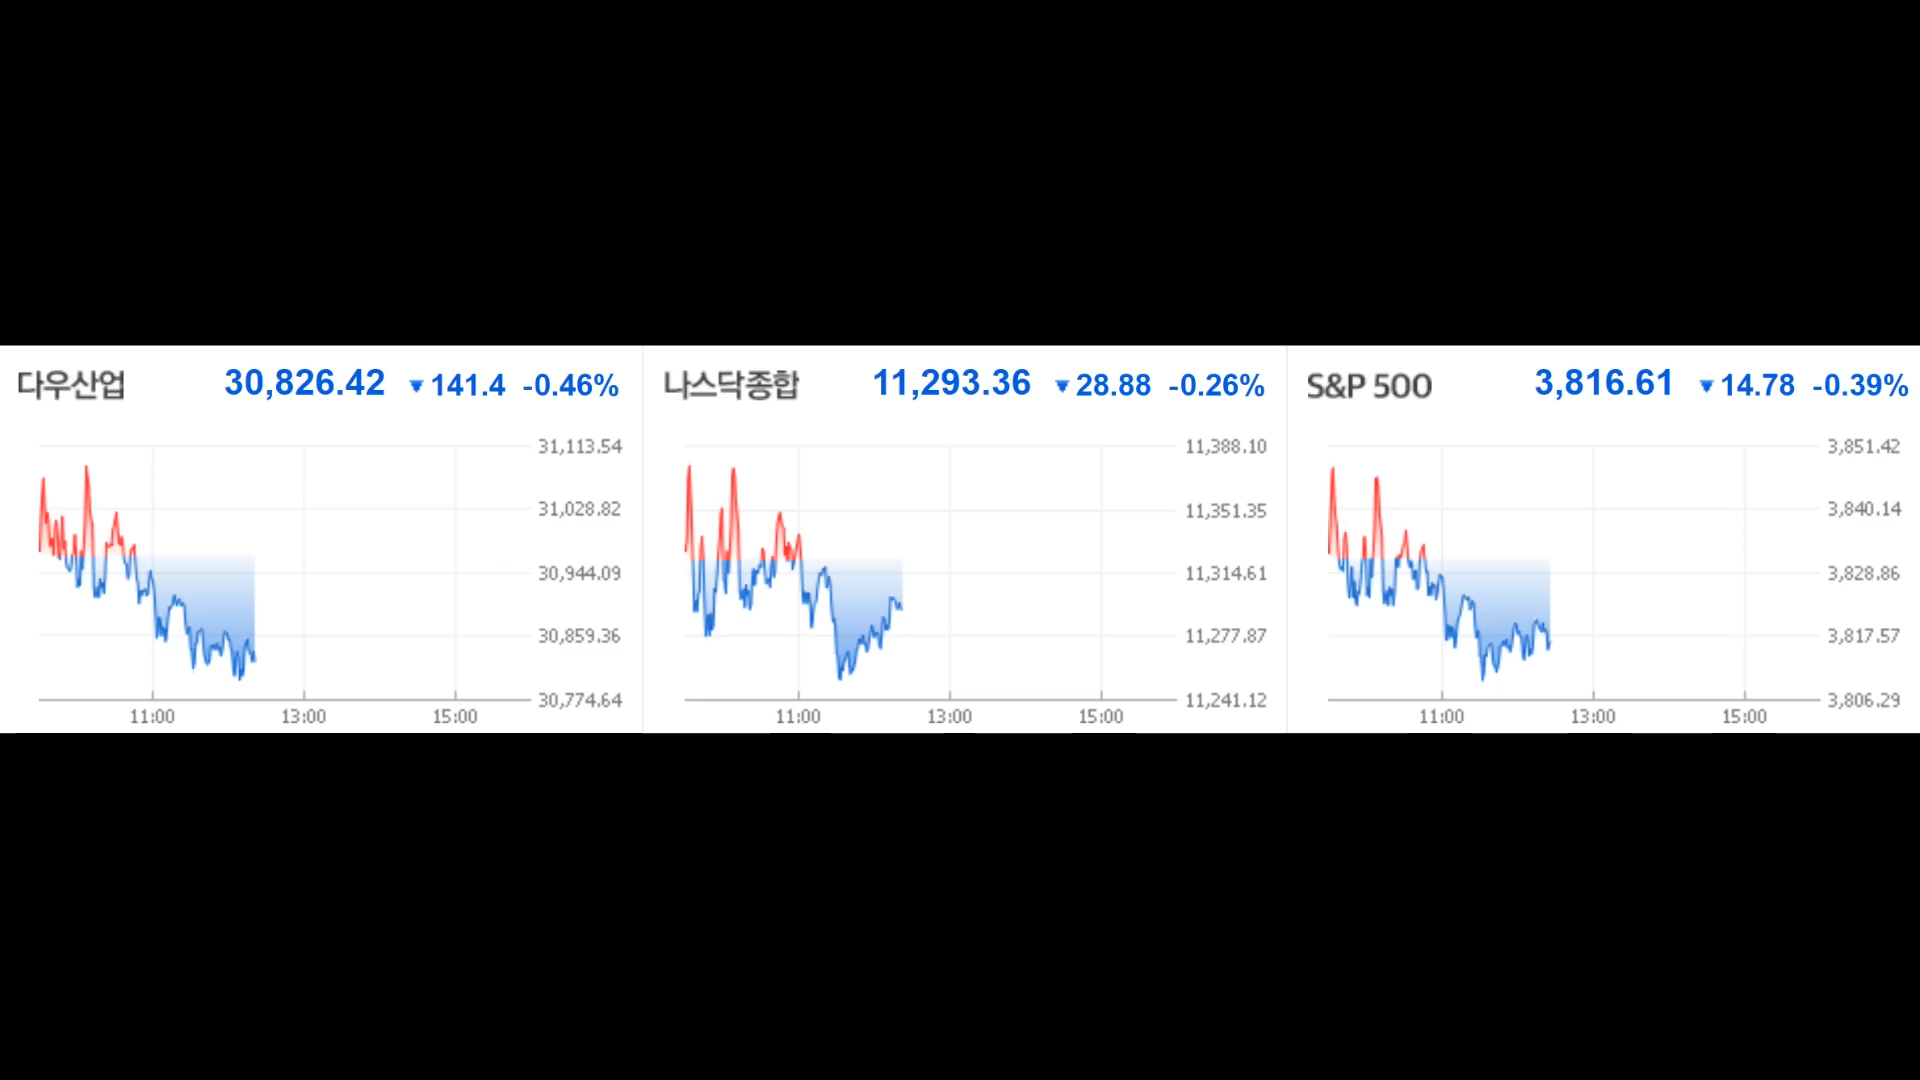 다우산업 30,826.42 ▼ 141.4 -0.46%
31,113.54
31,028.82
30,944.09
30,859.36
30,774.64
11:00 13:00 15:00
나스닥종합 11,293.36 ▼ 28.88 -0.26%
11,388.10
11,351.35
11,314.61
11,277.87
11,241.12
11:00 13:00 15:00
S&P 500 3,816.61 ▼ 14.78 -0.39%
3,851.42
3,840.14
3,828.86
3,817.57
3,806.29
11:00 13:00 15:00